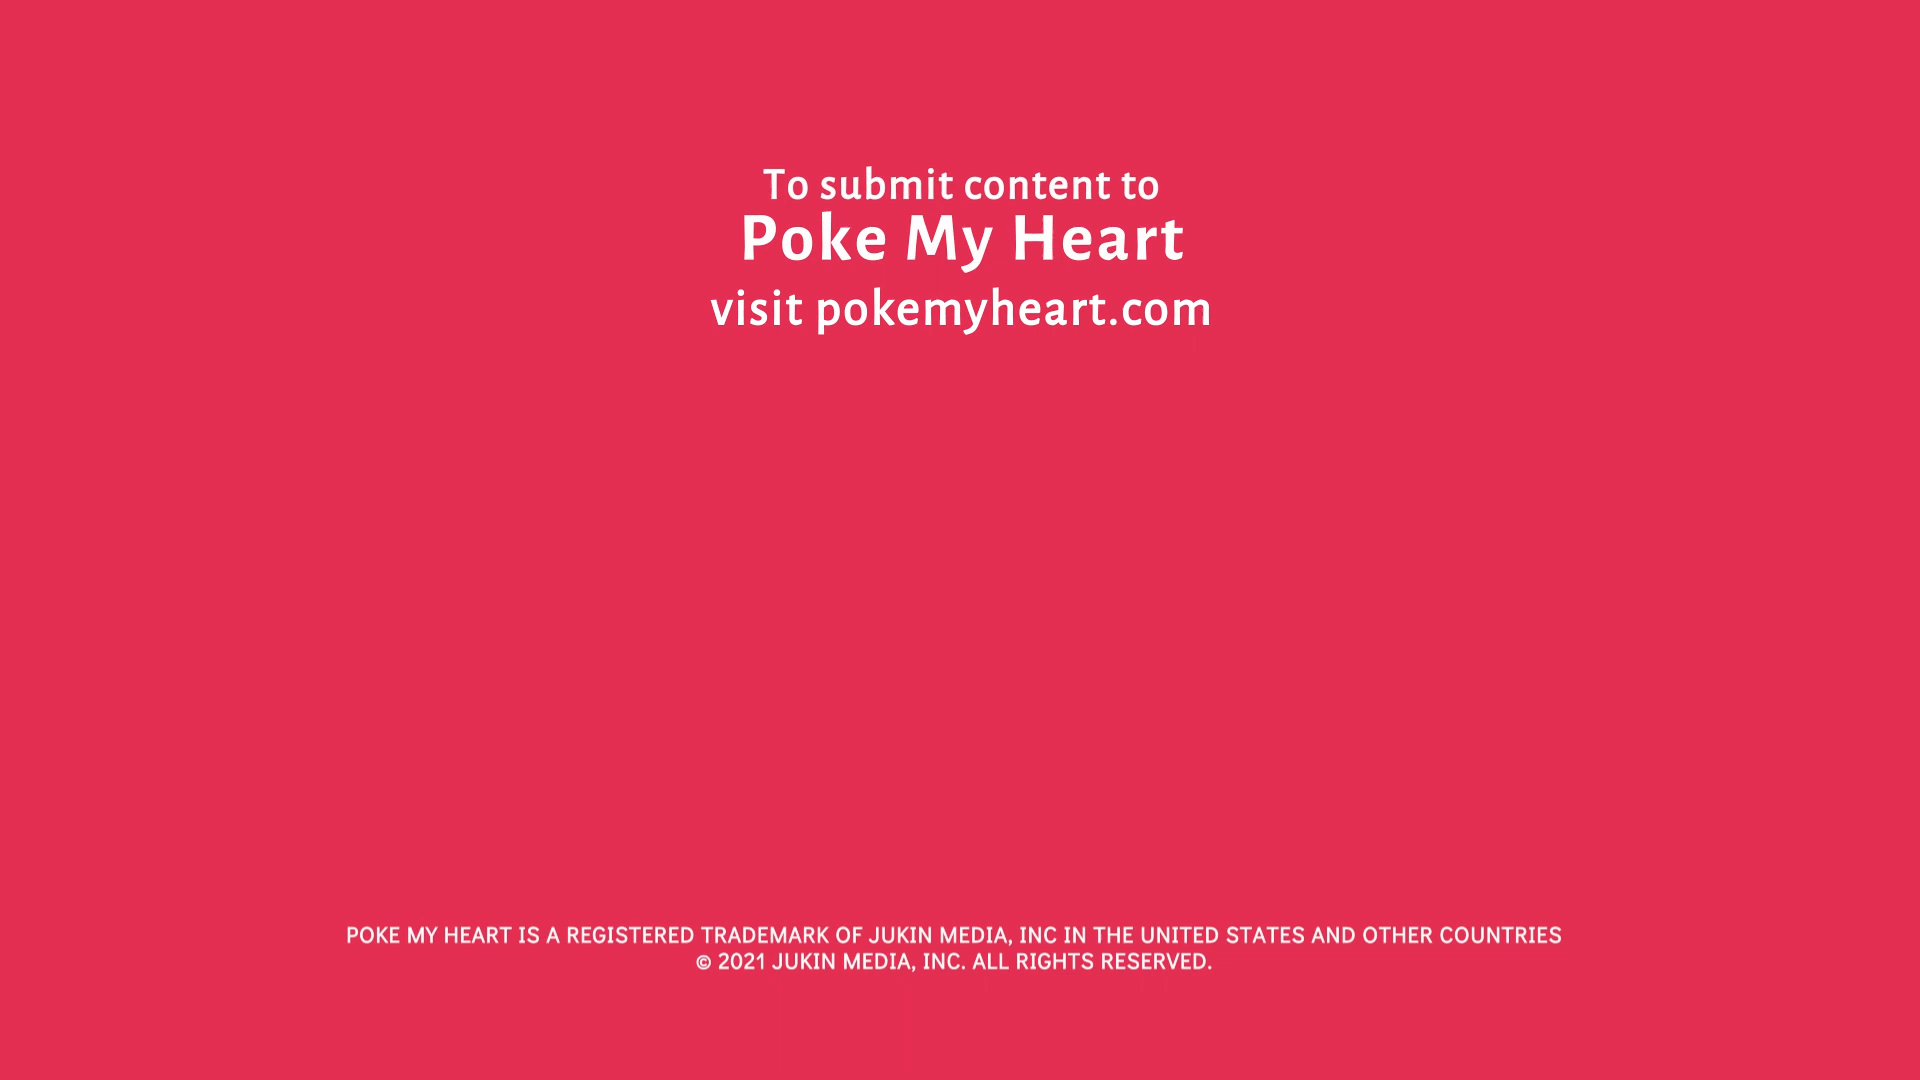 To submit content to
Poke My Heart
visit pokemyheart.com
POKE MY HEART IS A REGISTERED TRADEMARK OF JUKIN MEDIA, INC IN THE UNITED STATES AND OTHER COUNTRIES
© 2021 JUKIN MEDIA, INC. ALL RIGHTS RESERVED.